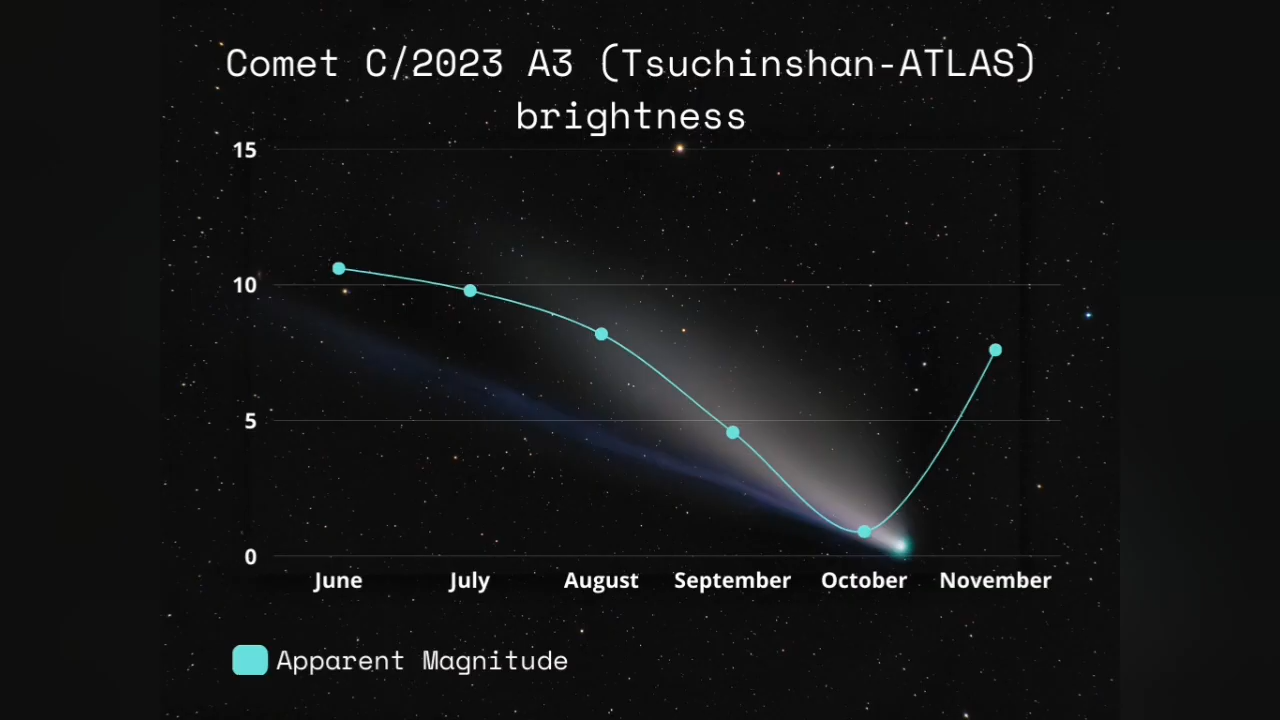 Comet C/2023 A3 (Tsuchinshan-ATLAS)
brightness
15
10
5
0
June July August September October November
Apparent Magnitude